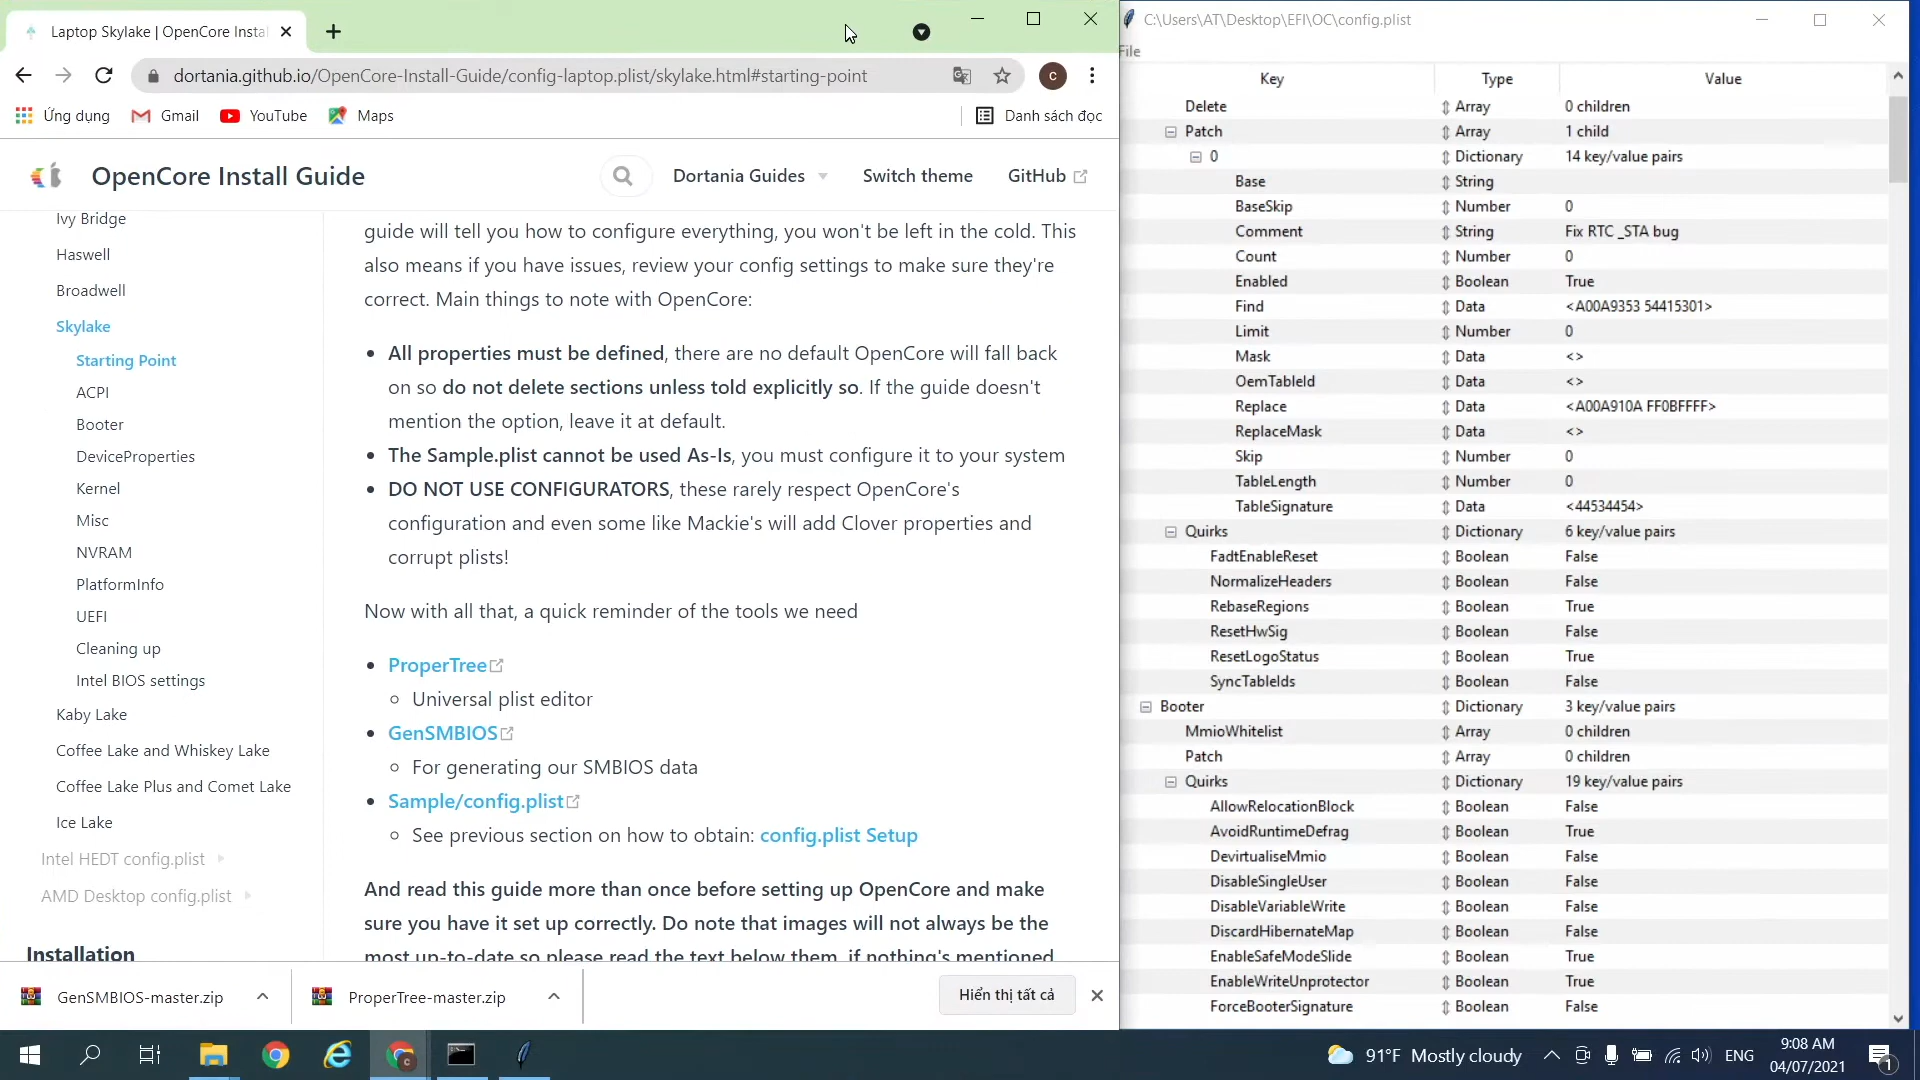 Laptop Skylake | OpenCore Insta
dortania.github.io/OpenCore-Install-Guide/config-laptop.plist/skylake.html#starting-point
c
Ứng dụng
Gmail
YouTube
Maps
Danh sách đọc
OpenCore Install Guide
Dortania Guides
Switch theme
GitHub
Ivy Bridge
Haswell
Broadwell
Skylake
Starting Point
ACPI
Booter
DeviceProperties
Kernel
Misc
NVRAM
PlatformInfo
UEFI
Cleaning up
Intel BIOS settings
Kaby Lake
Coffee Lake and Whiskey Lake
Coffee Lake Plus and Comet Lake
Ice Lake
Intel HEDT config.plist
AMD Desktop config.plist
Installation
guide will tell you how to configure everything, you won't be left in the cold. This
also means if you have issues, review your config settings to make sure they're
correct. Main things to note with OpenCore:
• All properties must be defined, there are no default OpenCore will fall back
on so do not delete sections unless told explicitly so. If the guide doesn't
mention the option, leave it at default.
• The Sample.plist cannot be used As-Is, you must configure it to your system
• DO NOT USE CONFIGURATORS, these rarely respect OpenCore's
configuration and even some like Mackie's will add Clover properties and
corrupt plists!
Now with all that, a quick reminder of the tools we need
• ProperTree
◦ Universal plist editor
• GenSMBIOS
◦ For generating our SMBIOS data
• Sample/config.plist
◦ See previous section on how to obtain: config.plist Setup
And read this guide more than once before setting up OpenCore and make
sure you have it set up correctly. Do note that images will not always be the
most up-to-date so please read the text below them, if nothing's mentioned
GenSMBIOS-master.zip
ProperTree-master.zip
Hiển thị tất cả
C:\Users\AT\Desktop\EFI\OC\config.plist
File
Key Type Value
Delete Array 0 children
Patch Array 1 child
0 Dictionary 14 key/value pairs
Base String
BaseSkip Number 0
Comment String Fix RTC _STA bug
Count Number 0
Enabled Boolean True
Find Data <A00A9353 54415301>
Limit Number 0
Mask Data <>
OemTableId Data <>
Replace Data <A00A910A FF0BFFFF>
ReplaceMask Data <>
Skip Number 0
TableLength Number 0
TableSignature Data <44534454>
Quirks Dictionary 6 key/value pairs
FadtEnableReset Boolean False
NormalizeHeaders Boolean False
RebaseRegions Boolean True
ResetHwSig Boolean False
ResetLogoStatus Boolean True
SyncTableIds Boolean False
Booter Dictionary 3 key/value pairs
MmioWhitelist Array 0 children
Patch Array 0 children
Quirks Dictionary 19 key/value pairs
AllowRelocationBlock Boolean False
AvoidRuntimeDefrag Boolean True
DevirtualiseMmio Boolean False
DisableSingleUser Boolean False
DisableVariableWrite Boolean False
DiscardHibernateMap Boolean False
EnableSafeModeSlide Boolean True
EnableWriteUnprotector Boolean True
ForceBooterSignature Boolean False
91°F Mostly cloudy
ENG
9:08 AM
04/07/2021
1